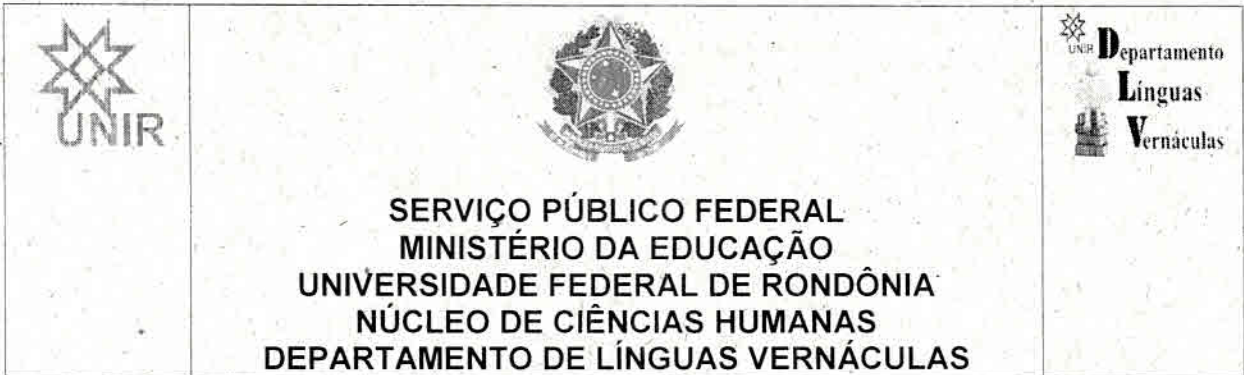 UNIR
SERVIÇO PÚBLICO FEDERAL
MINISTÉRIO DA EDUCAÇÃO
UNIVERSIDADE FEDERAL DE RONDÔNIA
NÚCLEO DE CIÊNCIAS HUMANAS
DEPARTAMENTO DE LÍNGUAS VERNÁCULAS
UNIR
Departamento
Línguas
Vernáculas